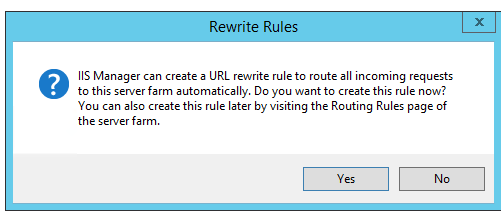 Rewrite Rules
x
?
IIS Manager can create a URL rewrite rule to route all incoming requests
to this server farm automatically. Do you want to create this rule now?
You can also create this rule later by visiting the Routing Rules page of
the server farm.
Yes
No